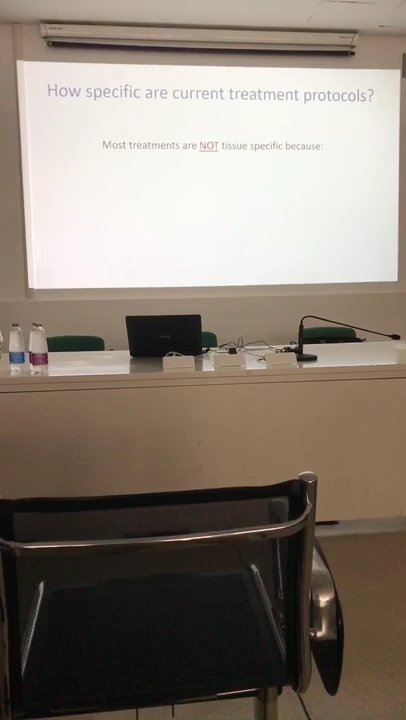 How specific are current treatment protocols?
Most treatments are NOT tissue specific because: